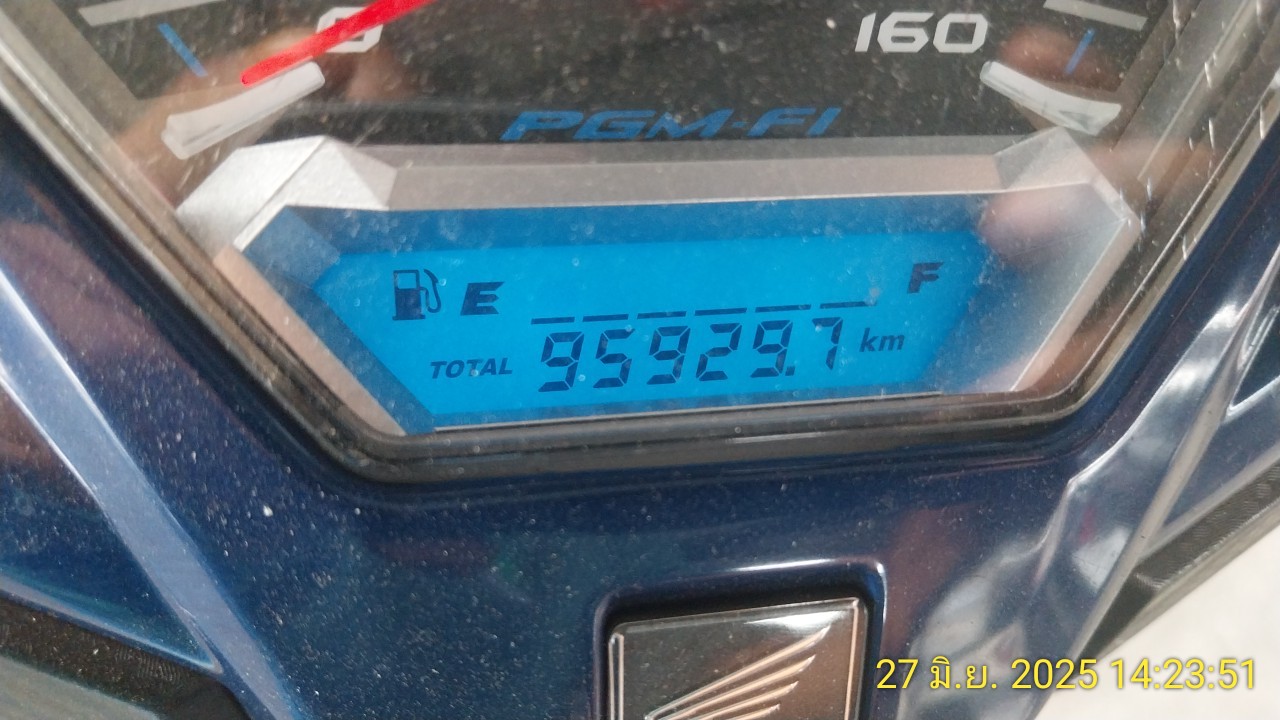 0 160
PGM-FI
E F
TOTAL 95929.7 km
27 มิ.ย. 2025 14:23:51